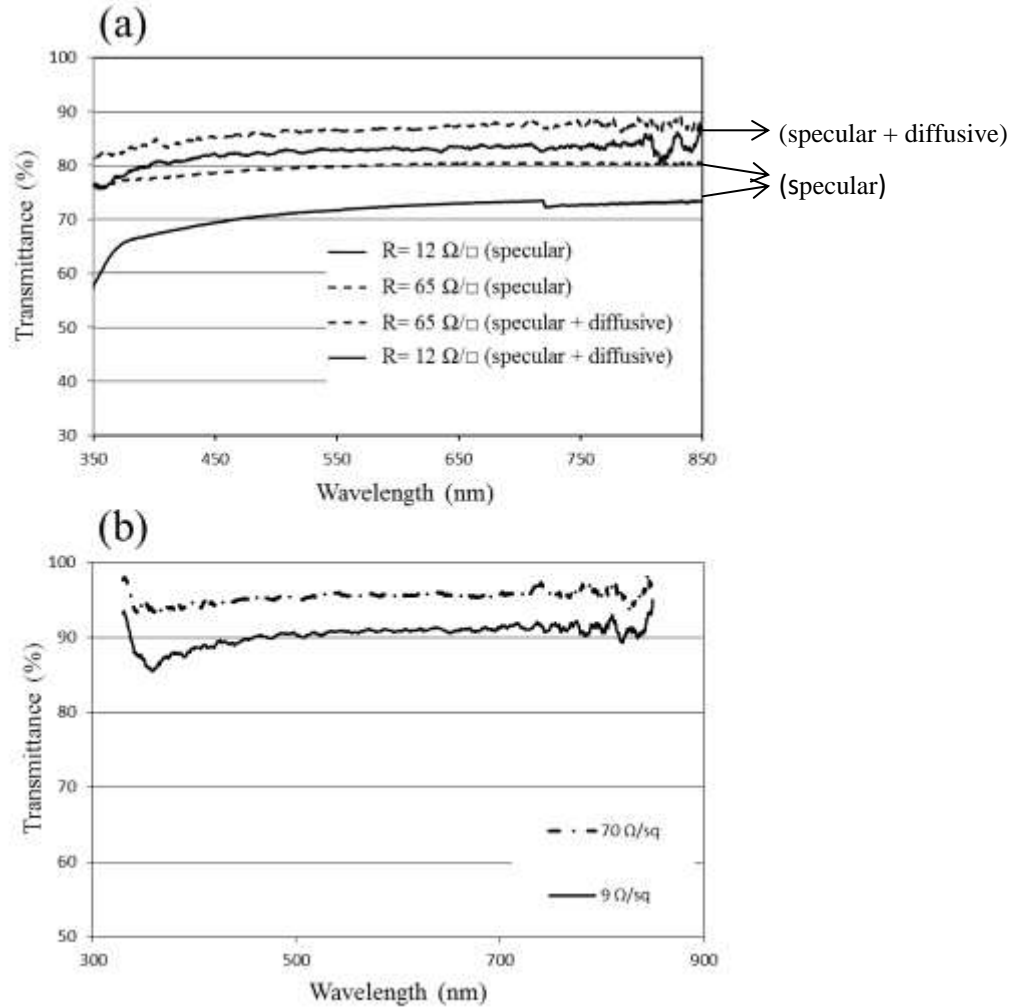 (a)
100
90
80
70
60
50
40
30
350
450
550
650
750
850
Transmittance (%)
Wavelength (nm)
(specular + diffusive)
(specular)
R= 12 Ω/□ (specular)
R= 65 Ω/□ (specular)
R= 65 Ω/□ (specular + diffusive)
R= 12 Ω/□ (specular + diffusive)
(b)
100
90
80
70
60
50
300
500
700
900
Transmittance (%)
Wavelength (nm)
70 Ω/sq
9 Ω/sq